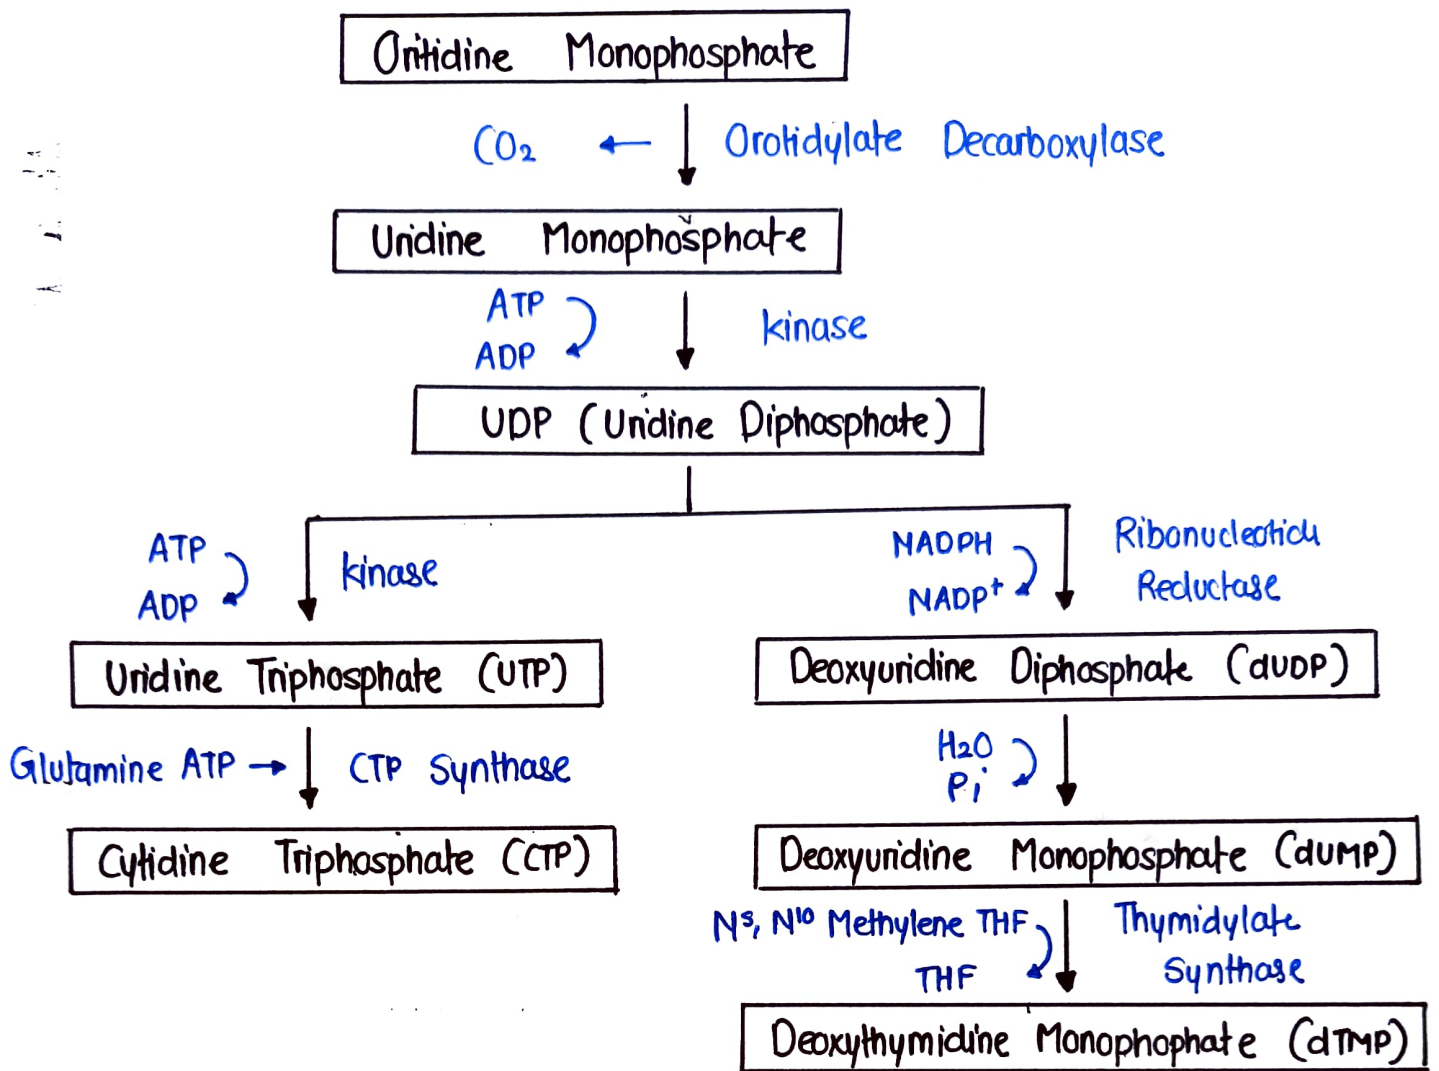 Oritidine Monophosphate
CO2 ← Orotidylate Decarboxylase
Uridine Monophosphate
ATP
ADP
kinase
UDP (Uridine Diphosphate)
ATP
ADP
kinase
NADPH
NADP+
Ribonucleotide
Reductase
Uridine Triphosphate (UTP)
Deoxyuridine Diphosphate (dUDP)
Glutamine ATP → CTP Synthase
H2O
Pi
Cytidine Triphosphate (CTP)
Deoxyuridine Monophosphate (dUMP)
N5, N10 Methylene THF
THF
Thymidylate
Synthase
Deoxythymidine Monophophate (dTMP)